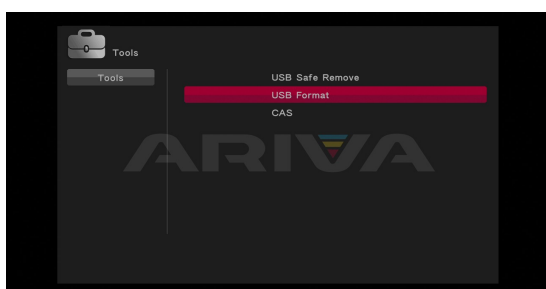 Tools
Tools
USB Safe Remove
USB Format
CAS
ARIVA